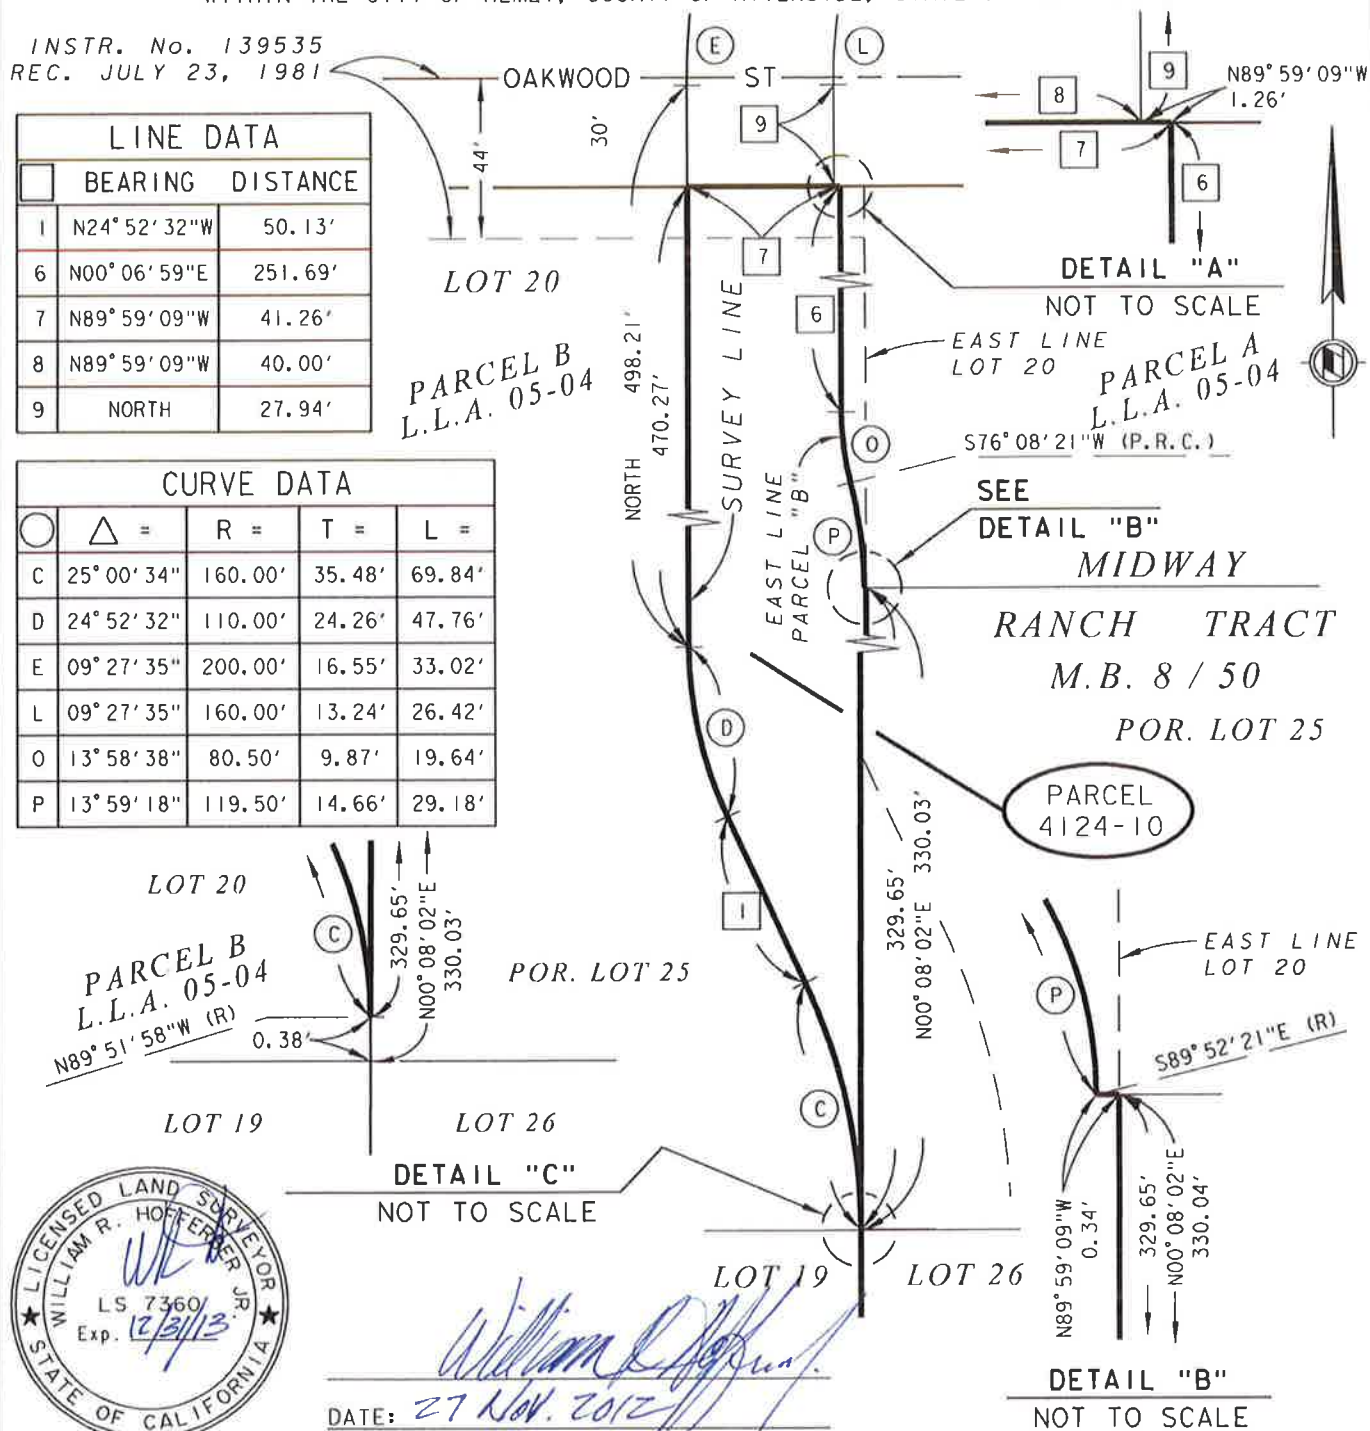 INSTR. No. 139535
REC. JULY 23, 1981
OAKWOOD ST
E
L
44'
30'
9
7
LINE DATA
BEARING DISTANCE
1 N24°52'32"W 50.13'
6 N00°06'59"E 251.69'
7 N89°59'09"W 41.26'
8 N89°59'09"W 40.00'
9 NORTH 27.94'
8
9
N89°59'09"W
1.26'
7
6
DETAIL "A"
NOT TO SCALE
LOT 20
PARCEL B
L.L.A. 05-04
NORTH 498.21'
470.27'
SURVEY LINE
6
EAST LINE
LOT 20
PARCEL A
L.L.A. 05-04
O
S76°08'21"W (P.R.C.)
EAST LINE
PARCEL "B"
P
SEE
DETAIL "B"
MIDWAY
RANCH TRACT
M.B. 8 / 50
POR. LOT 25
CURVE DATA
△ = R = T = L =
C 25°00'34" 160.00' 35.48' 69.84'
D 24°52'32" 110.00' 24.26' 47.76'
E 09°27'35" 200.00' 16.55' 33.02'
L 09°27'35" 160.00' 13.24' 26.42'
O 13°58'38" 80.50' 9.87' 19.64'
P 13°59'18" 119.50' 14.66' 29.18'
D
1
C
PARCEL
4124-10
329.65'
N00°08'02"E 330.03'
LOT 20
C
PARCEL B
L.L.A. 05-04
N89°51'58"W (R)
0.38'
329.65'
N00°08'02"E
330.03'
POR. LOT 25
LOT 19
LOT 26
DETAIL "C"
NOT TO SCALE
LOT 19
LOT 26
P
EAST LINE
LOT 20
S89°52'21"E (R)
N89°59'09"W
0.34'
329.65'
N00°08'02"E
330.04'
DETAIL "B"
NOT TO SCALE
LICENSED LAND SURVEYOR
WILLIAM R. HOFFERBER JR.
LS 7360
Exp. 12/31/13
STATE OF CALIFORNIA
DATE: 27 Nov. 2012